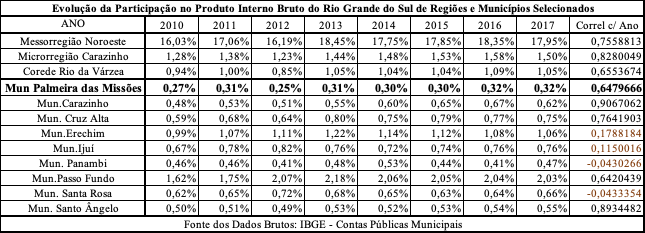 Evolução da Participação no Produto Interno Bruto do Rio Grande do Sul de Regiões e Municípios Selecionados
ANO 2010 2011 2012 2013 2014 2015 2016 2017 Correl c/ Ano
Messorregião Noroeste 16,03% 17,06% 16,19% 18,45% 17,75% 17,85% 18,35% 17,95% 0,7558813
Microrregião Carazinho 1,28% 1,38% 1,23% 1,44% 1,48% 1,53% 1,58% 1,50% 0,8280049
Corede Rio da Várzea 0,94% 1,00% 0,85% 1,05% 1,04% 1,04% 1,09% 1,05% 0,6553674
Mun Palmeira das Missões 0,27% 0,31% 0,25% 0,31% 0,30% 0,30% 0,32% 0,32% 0,6479666
Mun.Carazinho 0,48% 0,53% 0,51% 0,55% 0,60% 0,65% 0,67% 0,62% 0,9067062
Mun. Cruz Alta 0,59% 0,68% 0,64% 0,80% 0,75% 0,79% 0,77% 0,75% 0,7641903
Mun.Erechim 0,99% 1,07% 1,11% 1,22% 1,14% 1,12% 1,08% 1,06% 0,1788184
Mun.Ijuí 0,67% 0,78% 0,82% 0,76% 0,72% 0,74% 0,76% 0,76% 0,1150016
Mun. Panambi 0,46% 0,46% 0,41% 0,48% 0,53% 0,44% 0,41% 0,47% -0,0430266
Mun.Passo Fundo 1,62% 1,75% 2,07% 2,18% 2,06% 2,05% 2,04% 2,03% 0,6420439
Mun. Santa Rosa 0,62% 0,65% 0,72% 0,68% 0,65% 0,63% 0,64% 0,66% -0,0433354
Mun. Santo Ângelo 0,50% 0,51% 0,49% 0,53% 0,52% 0,53% 0,54% 0,55% 0,8934482
Fonte dos Dados Brutos: IBGE - Contas Públicas Municipais